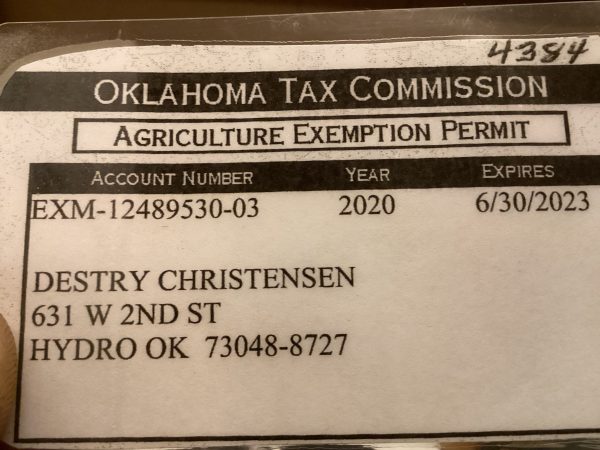 4384
OKLAHOMA TAX COMMISSION
AGRICULTURE EXEMPTION PERMIT
ACCOUNT NUMBER YEAR EXPIRES
EXM-12489530-03 2020 6/30/2023
DESTRY CHRISTENSEN
631 W 2ND ST
HYDRO OK 73048-8727